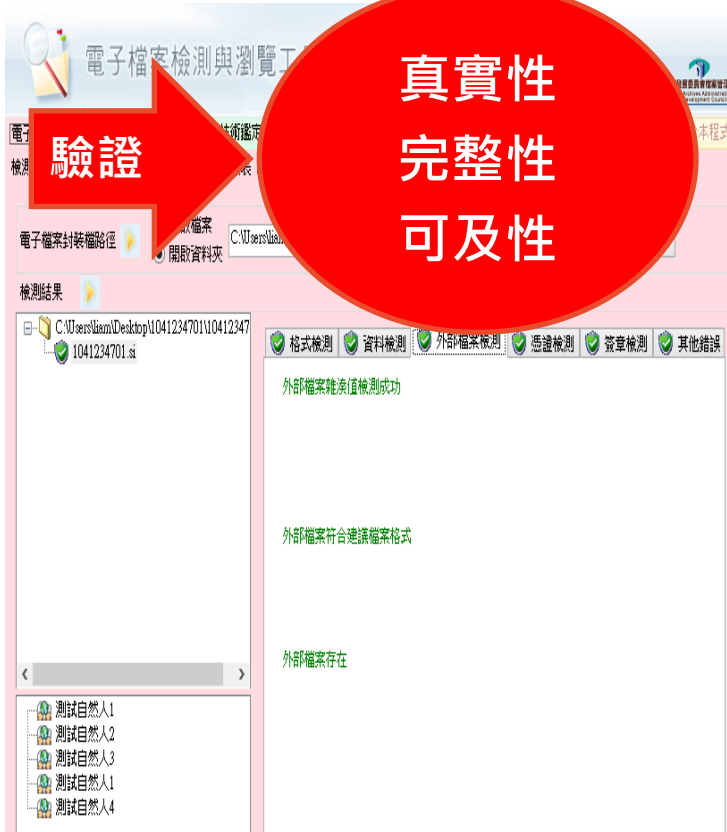 電子檔案檢測與瀏覽工
真實性
完整性
可及性
驗證
電子檔案封裝檔路徑
開啟資料夾
檢測結果
C:\Users\liam\Desktop\1041234701\10412347
1041234701.si
格式檢測
資料檢測
外部檔案檢測
憑證檢測
簽章檢測
其他錯誤
外部檔案雜湊值檢測成功
外部檔案符合建議檔案格式
外部檔案存在
測試自然人1
測試自然人2
測試自然人3
測試自然人1
測試自然人4